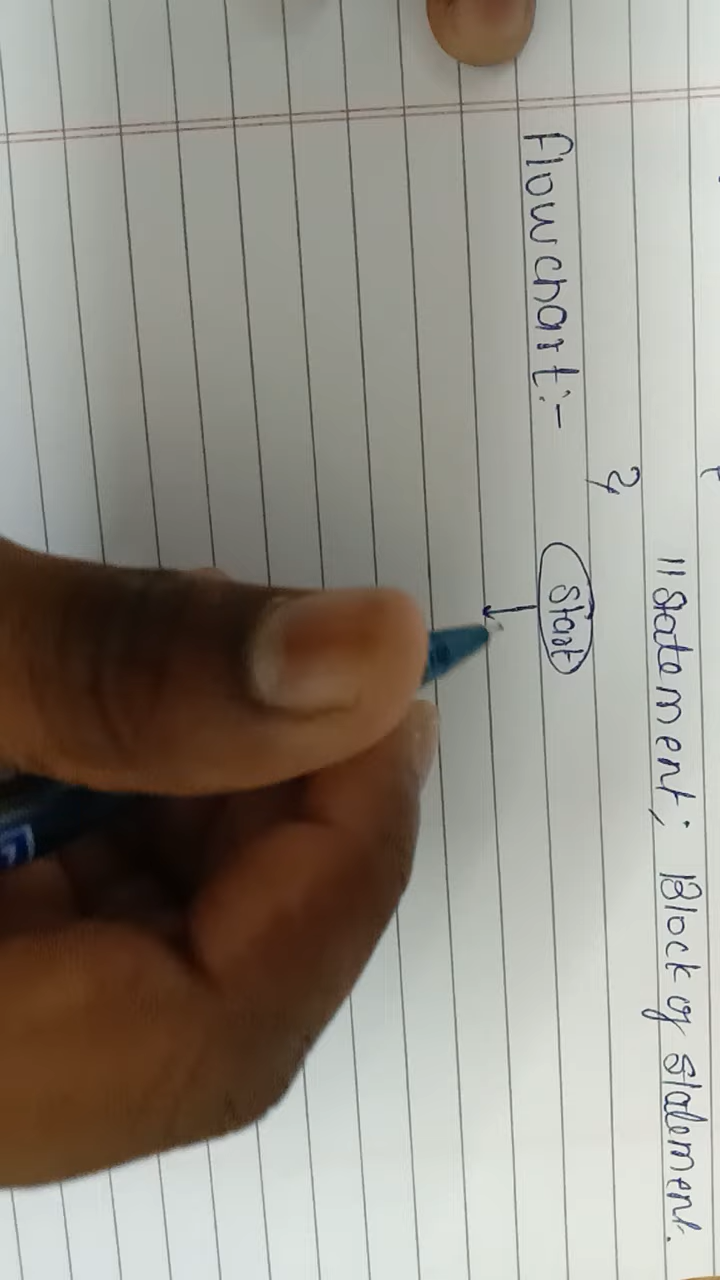 // Statement; Block of statement.
}
Flowchart:-
Start